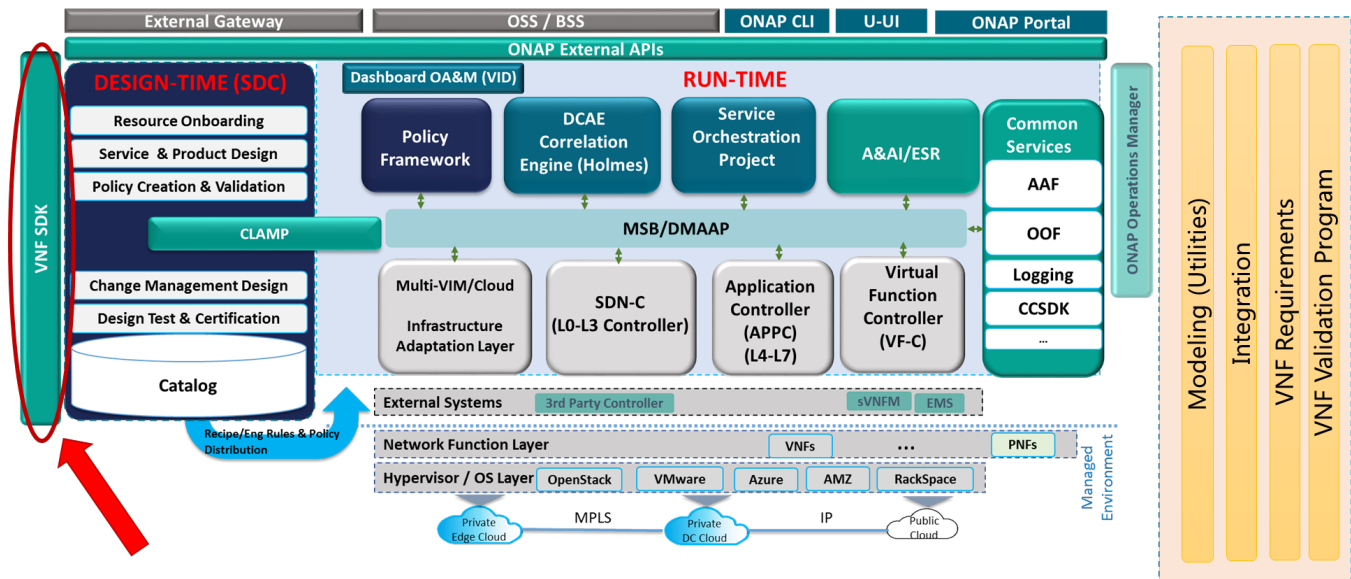 External Gateway
OSS / BSS
ONAP CLI
U-UI
ONAP Portal
ONAP External APIs
VNF SDK
DESIGN-TIME (SDC)
Resource Onboarding
Service & Product Design
Policy Creation & Validation
CLAMP
Change Management Design
Design Test & Certification
Catalog
Recipe/Eng Rules & Policy
Distribution
Dashboard OA&M (VID)
RUN-TIME
Policy
Framework
DCAE
Correlation
Engine (Holmes)
Service
Orchestration
Project
A&AI/ESR
MSB/DMAAP
Multi-VIM/Cloud
Infrastructure
Adaptation Layer
SDN-C
(L0-L3 Controller)
Application
Controller
(APPC)
(L4-L7)
Virtual
Function
Controller
(VF-C)
Common
Services
AAF
OOF
Logging
CCSDK
...
ONAP Operations Manager
External Systems
3rd Party Controller
sVNFM
EMS
Network Function Layer
VNFs
...
PNFs
Hypervisor / OS Layer
OpenStack
VMware
Azure
AMZ
RackSpace
Managed
Environment
Private
Edge Cloud
MPLS
Private
DC Cloud
IP
Public
Cloud
Modeling (Utilities)
Integration
VNF Requirements
VNF Validation Program